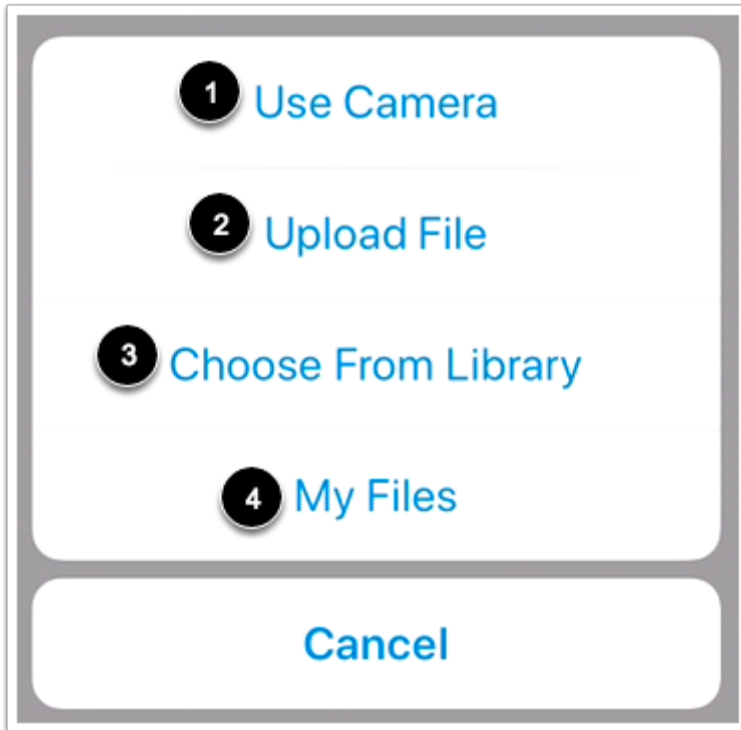 1 Use Camera
2 Upload File
3 Choose From Library
4 My Files
Cancel